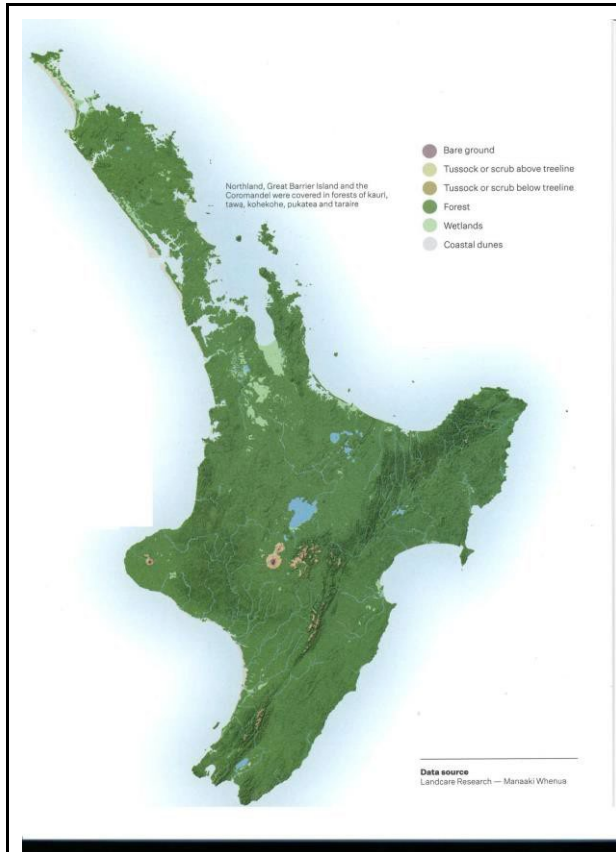 Bare ground
Tussock or scrub above treeline
Tussock or scrub below treeline
Forest
Wetlands
Coastal dunes
Northland, Great Barrier Island and the
Coromandel were covered in forests of kauri,
tawa, kohekohe, pukatea and taraire
Data source
Landcare Research — Manaaki Whenua